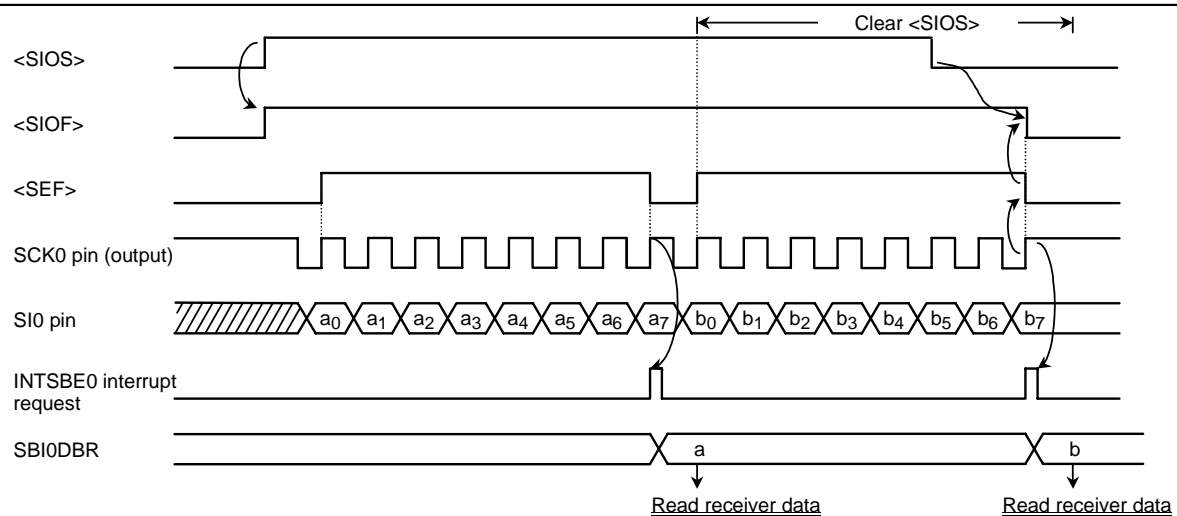 Clear <SIOS>
<SIOS>
<SIOF>
<SEF>
SCK0 pin (output)
SI0 pin
a0 a1 a2 a3 a4 a5 a6 a7 b0 b1 b2 b3 b4 b5 b6 b7
INTSBE0 interrupt
request
SBI0DBR
a b
Read receiver data Read receiver data